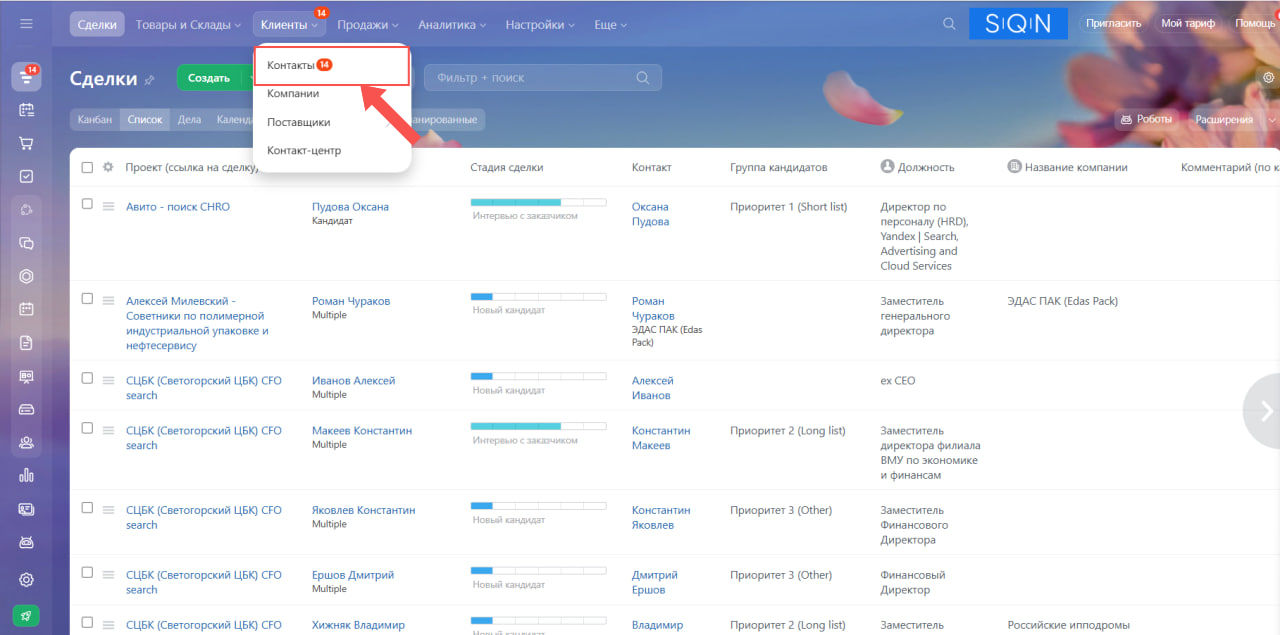 Сделки Товары и Склады Клиенты 14 Продажи Аналитика Настройки Еще SIQIN Пригласить Мой тариф Помощь
14
Сделки Создать Фильтр + поиск
Контакты 14
Компании
Поставщики
Контакт-центр
Канбан Список Дела Роботы Расширения
Проект (ссылка на сделку) Стадия сделки Контакт Группа кандидатов Должность Название компании Комментарий (по
Авито - поиск CHRO
Пудова Оксана
Кандидат
Интервью с заказчиком
Оксана
Пудова
Приоритет 1 (Short list)
Директор по
персоналу (HRD),
Yandex | Search,
Advertising and
Cloud Services
Алексей Милевский -
Советники по полимерной
индустриальной упаковке и
нефтесервису
Роман Чураков
Multiple
Новый кандидат
Роман
Чураков
ЭДАС ПАК (Edas
Pack)
Заместитель
генерального
директора
ЭДАС ПАК (Edas Pack)
СЦБК (Светогорский ЦБК) CFO
search
Иванов Алексей
Multiple
Новый кандидат
Алексей
Иванов
ex CEO
СЦБК (Светогорский ЦБК) CFO
search
Макеев Константин
Multiple
Интервью с заказчиком
Константин
Макеев
Приоритет 2 (Long list)
Заместитель
директора филиала
ВМУ по экономике
и финансам
СЦБК (Светогорский ЦБК) CFO
search
Яковлев Константин
Multiple
Новый кандидат
Константин
Яковлев
Приоритет 3 (Other)
Заместитель
Финансового
Директора
СЦБК (Светогорский ЦБК) CFO
search
Ершов Дмитрий
Multiple
Новый кандидат
Дмитрий
Ершов
Приоритет 3 (Other)
Финансовый
Директор
СЦБК (Светогорский ЦБК) CFO
Хижняк Владимир
Новый кандидат
Владимир
Приоритет 2 (Long list)
Заместитель
Российские ипподромы